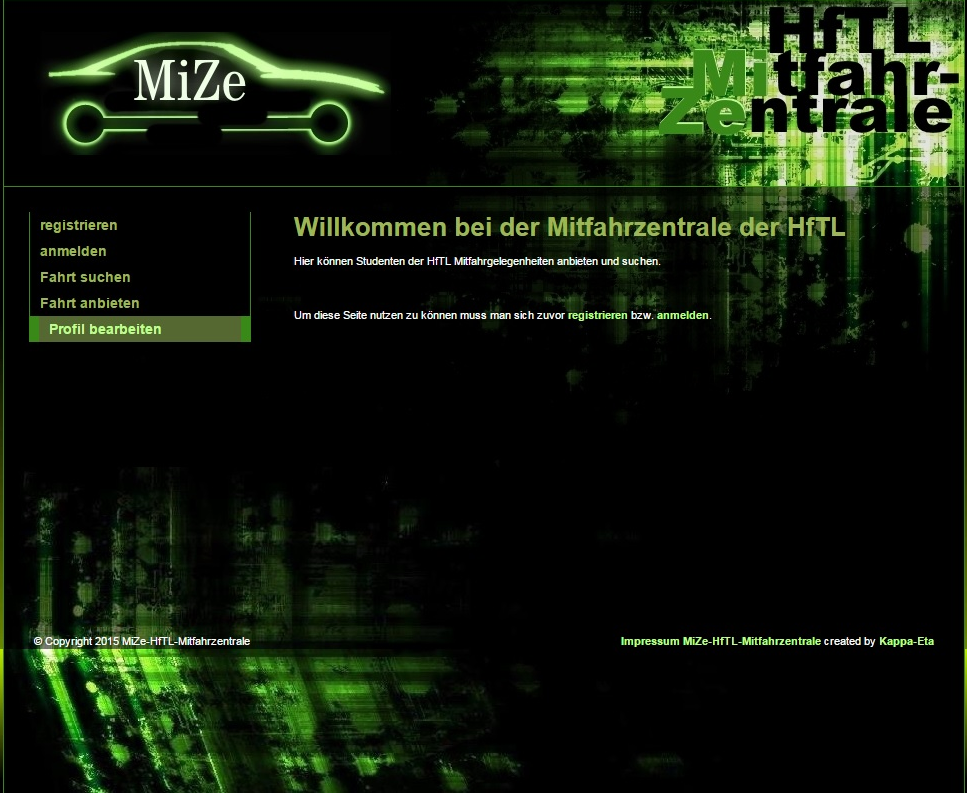 MiZe
HfTL
Mitfahr-
Zentrale
registrieren
anmelden
Fahrt suchen
Fahrt anbieten
Profil bearbeiten
Willkommen bei der Mitfahrzentrale der HfTL
Hier können Studenten der HfTL Mitfahrgelegenheiten anbieten und suchen.
Um diese Seite nutzen zu können muss man sich zuvor registrieren bzw. anmelden.
© Copyright 2015 MiZe-HfTL-Mitfahrzentrale
Impressum MiZe-HfTL-Mitfahrzentrale created by Kappa-Eta